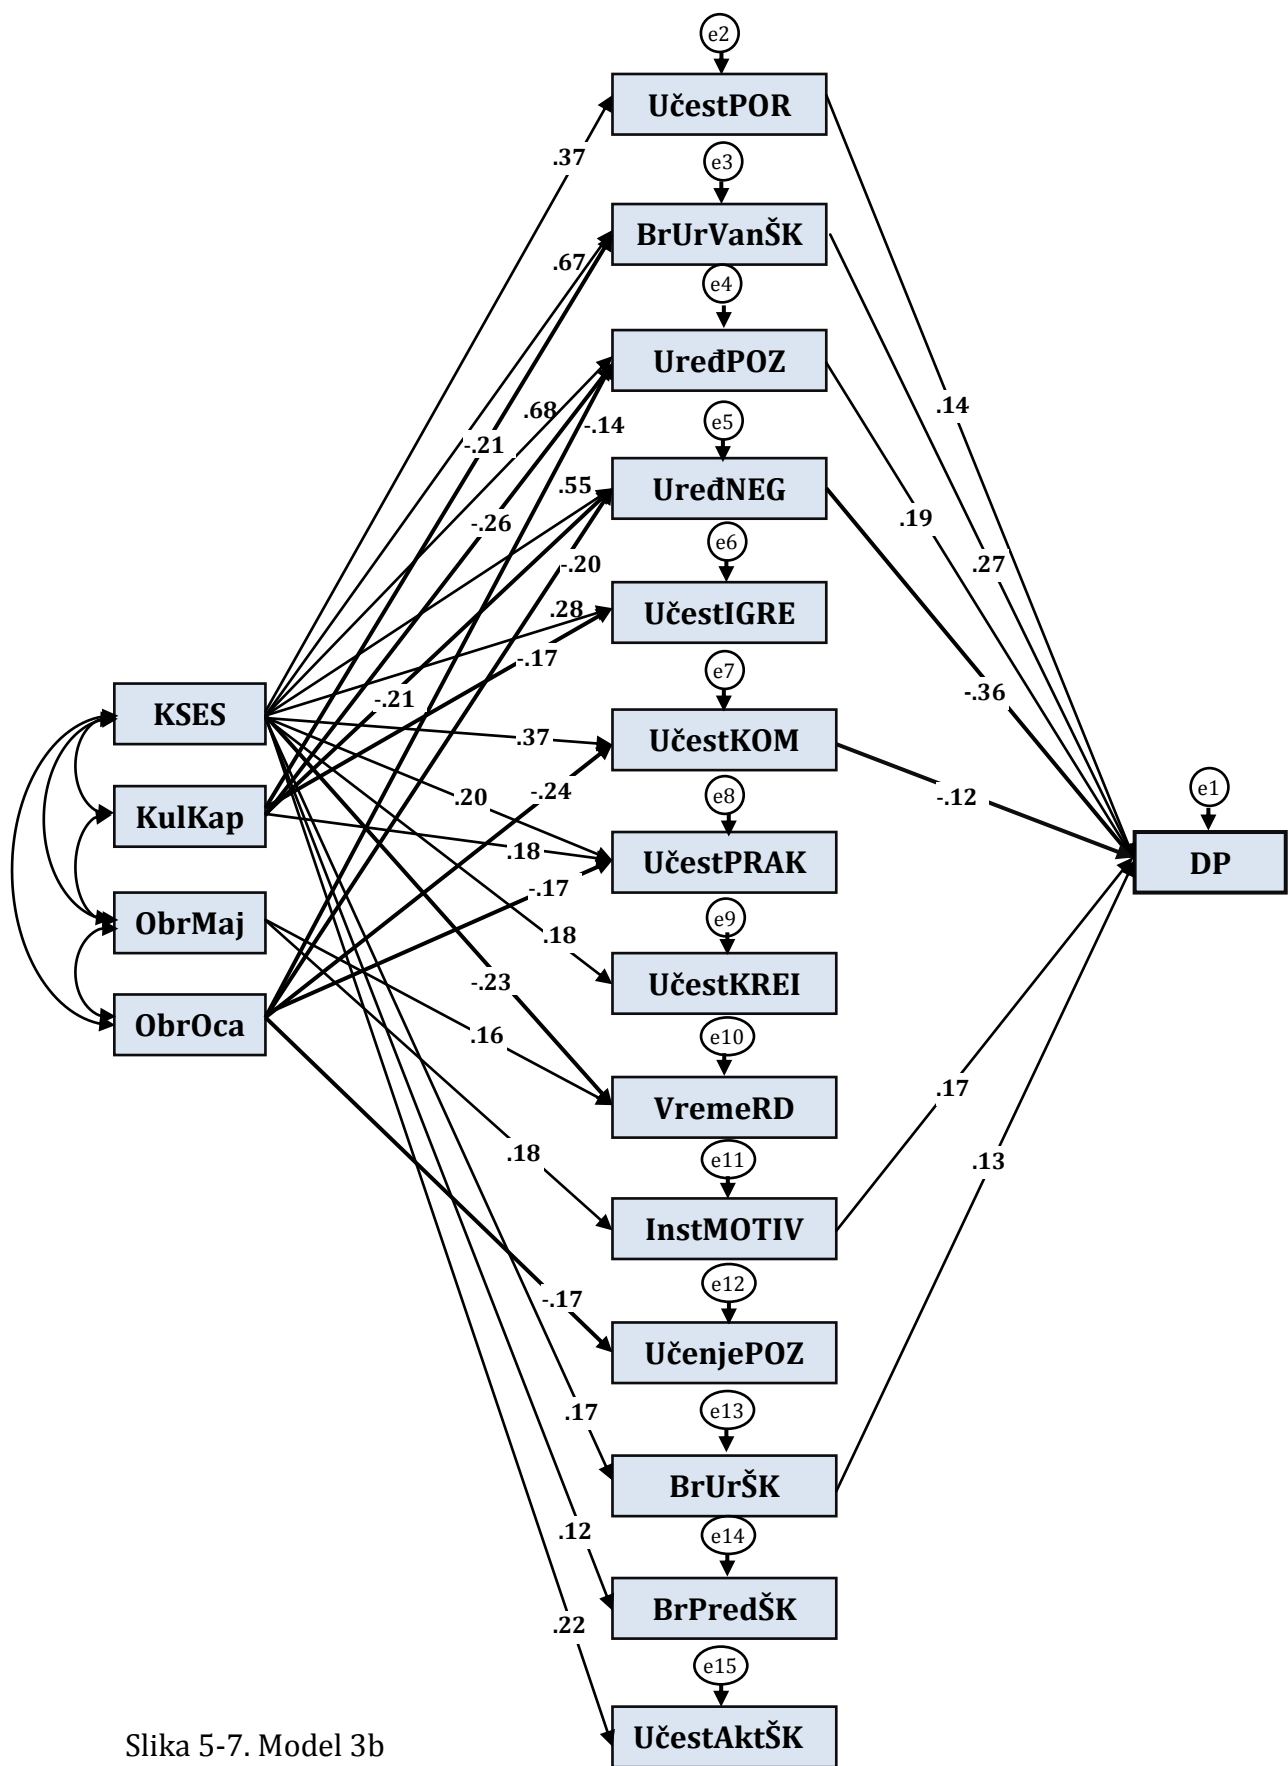 e2
UčestPOR
.37
e3
BrUrVanŠK
.67
e4
UređPOZ
.68
-.14
.14
-.21
e5
UređNEG
.55
-.26
.19
.27
-.20
e6
UčestIGRE
.28
-.17
e7
-.36
KSES
-.21
UčestKOM
.37
-.24
-.12
e8
e1
KulKap
.20
.18
UčestPRAK
DP
-.17
e9
ObrMaj
.18
UčestKREI
-.23
ObrOca
.16
e10
VremeRD
.17
e11
.18
.13
InstMOTIV
e12
-.17
UčenjePOZ
e13
.17
BrUrŠK
e14
.12
BrPredŠK
.22
e15
UčestAktŠK
Slika 5-7. Model 3b